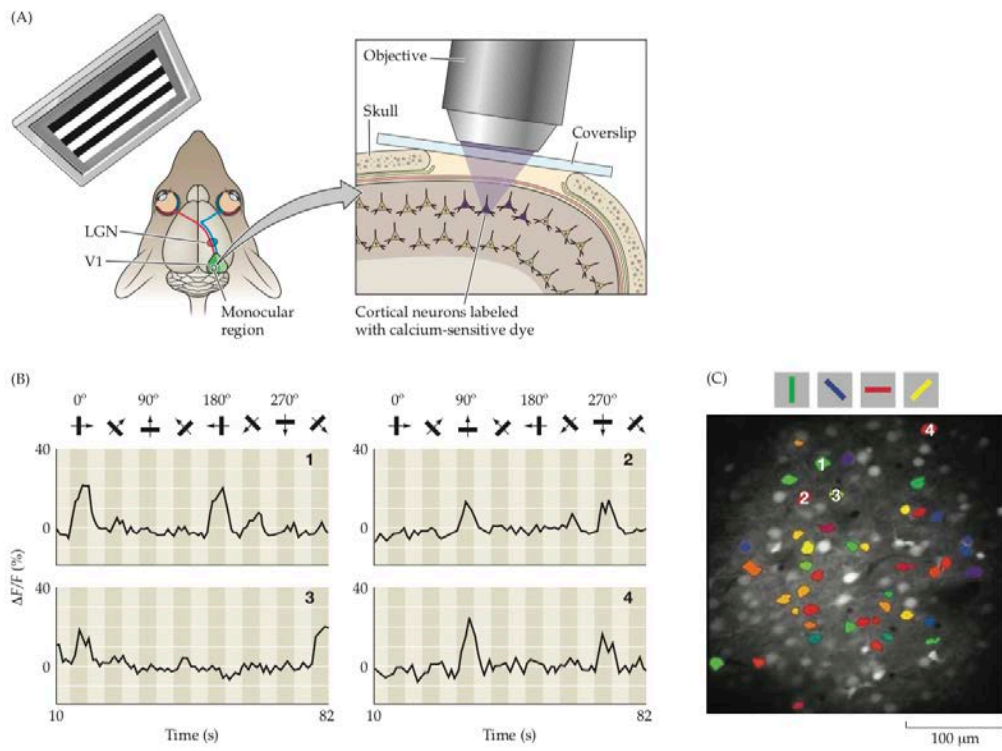 (A)
Objective
Skull
Coverslip
LGN
V1
Monocular
region
Cortical neurons labeled
with calcium-sensitive dye
(B)
0° 90° 180° 270°
40
1
0
0° 90° 180° 270°
40
2
0
ΔF/F (%)
40
3
0
10 82
Time (s)
40
4
0
10 82
Time (s)
(C)
4
1
2 3
100 μm